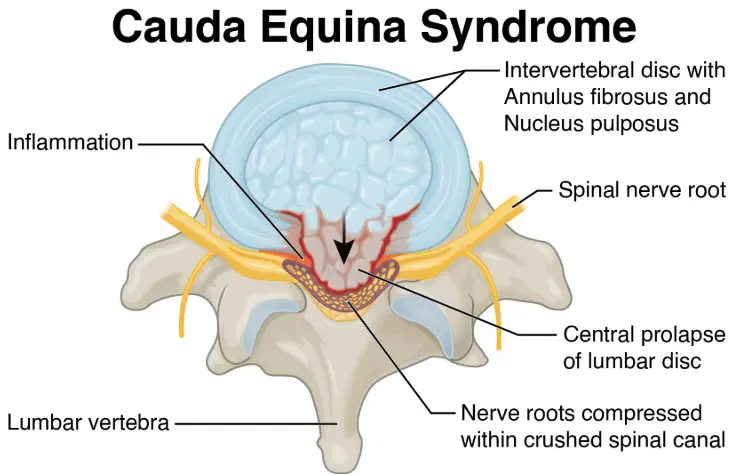 Cauda Equina Syndrome
Intervertebral disc with
Annulus fibrosus and
Nucleus pulposus
Inflammation
Spinal nerve root
Central prolapse
of lumbar disc
Lumbar vertebra
Nerve roots compressed
within crushed spinal canal